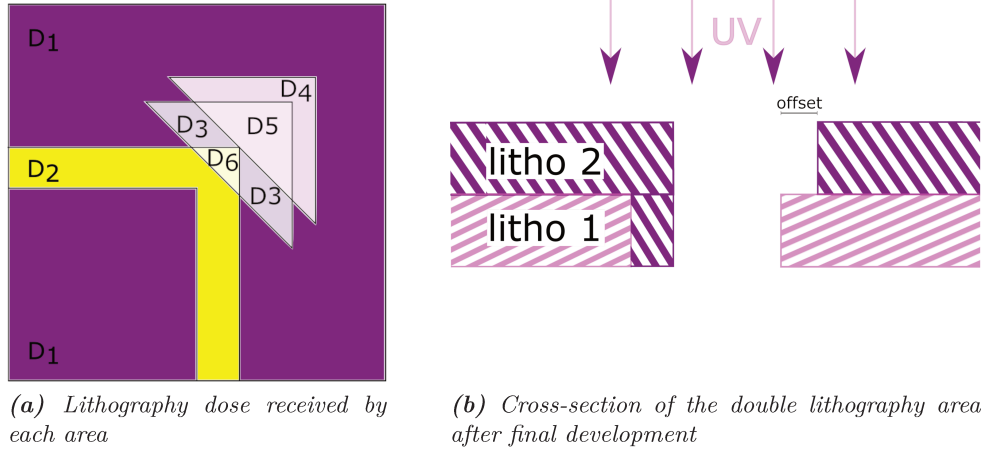 D1
D4
D3
D5
D6
D2
D3
D1
UV
offset
litho 2
litho 1
(a) Lithography dose received by
each area
(b) Cross-section of the double lithography area
after final development